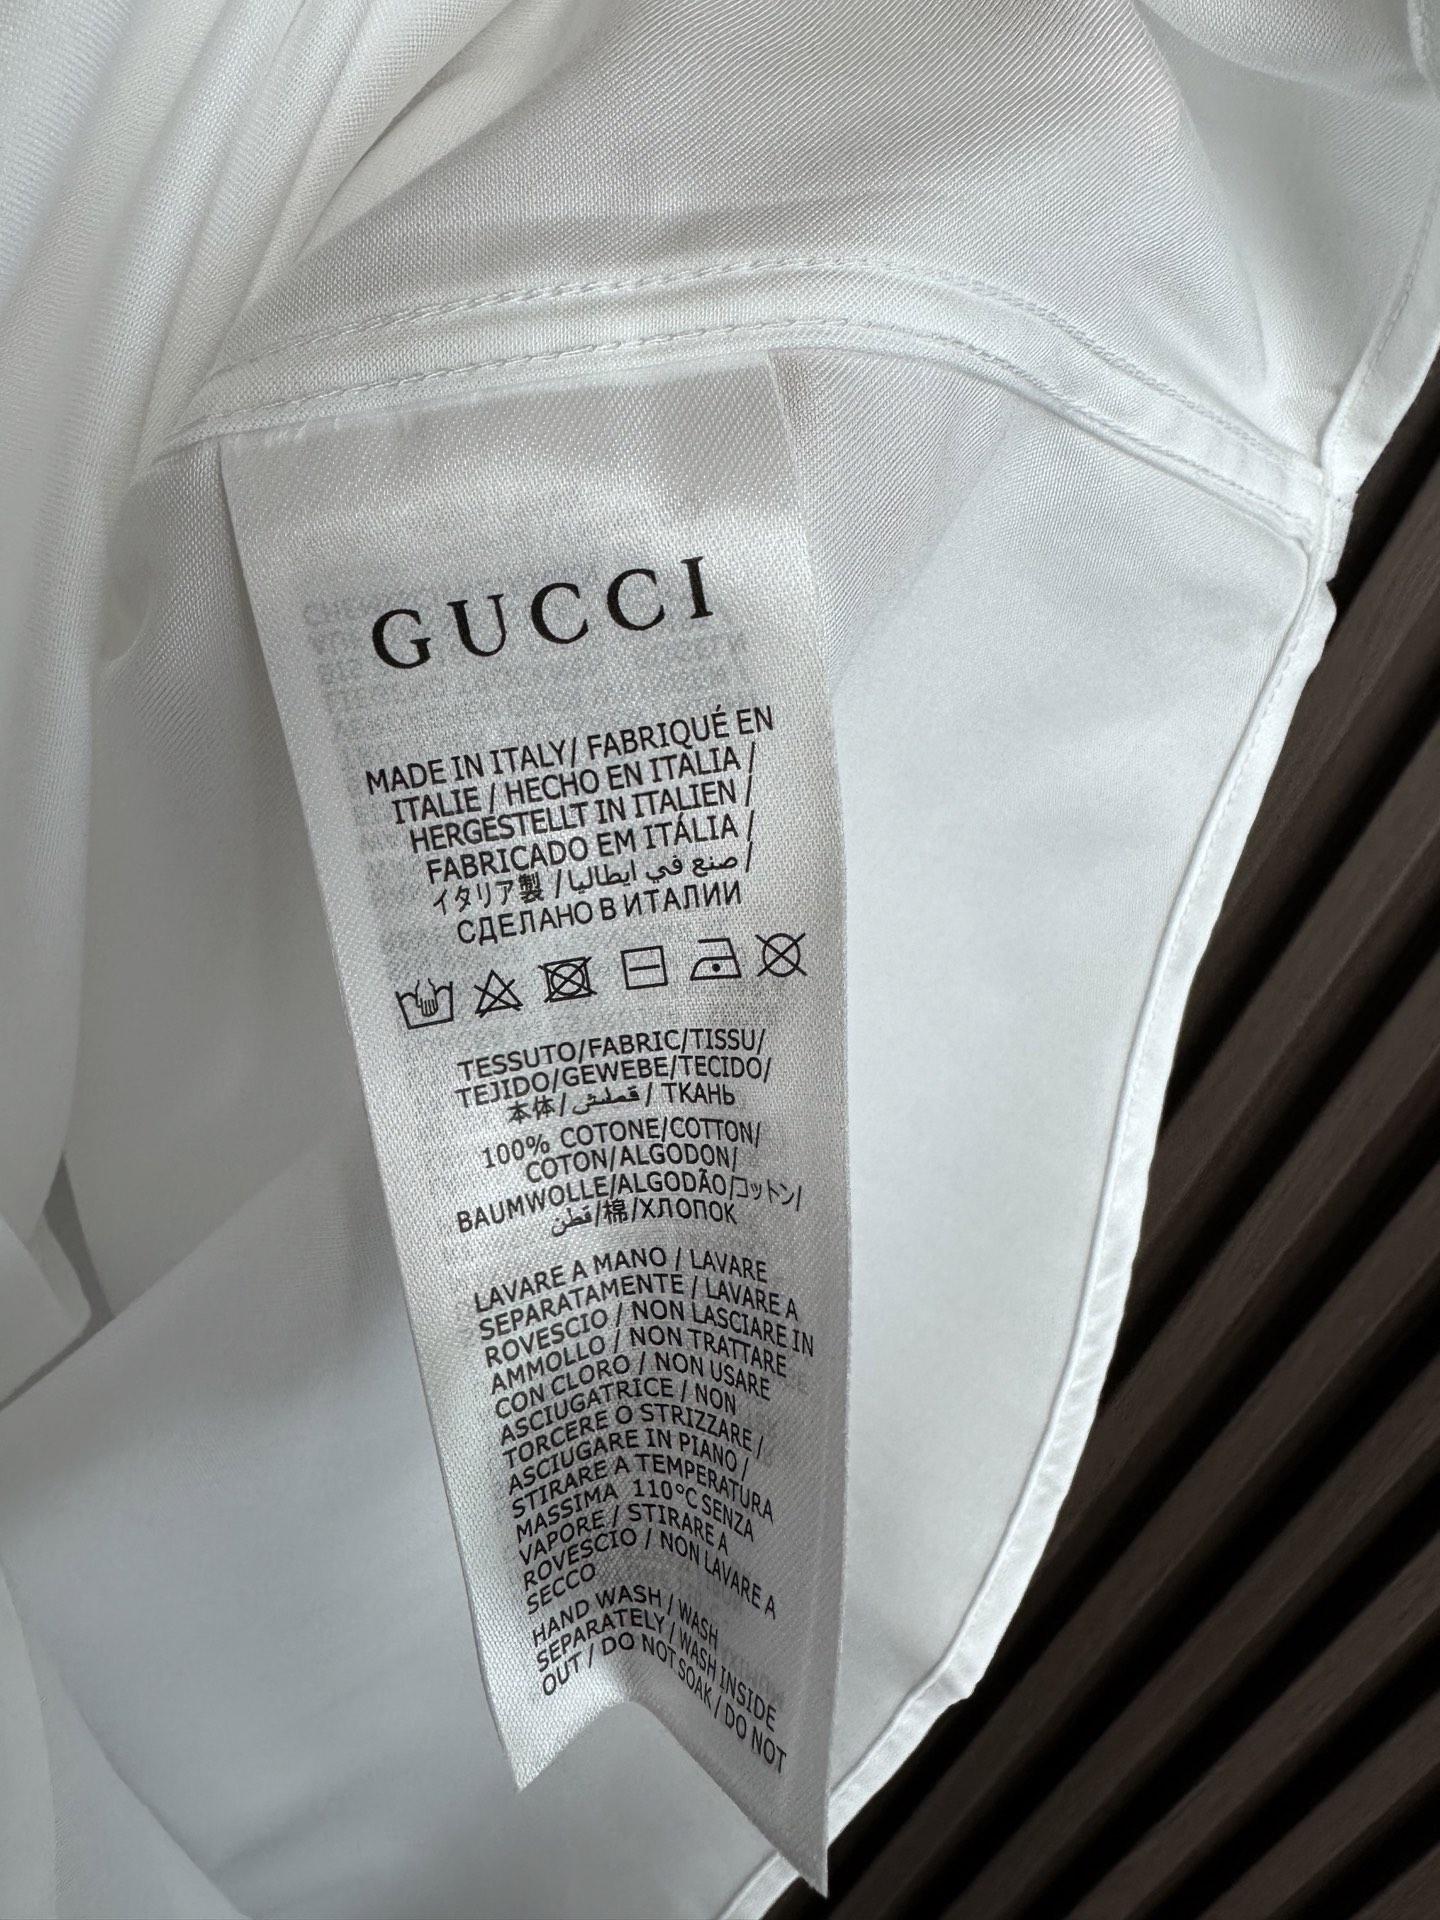 GUCCI
MADE IN ITALY/ FABRIQUÉ EN
ITALIE / HECHO EN ITALIA /
HERGESTELLT IN ITALIEN /
FABRICADO EM ITÁLIA /
イタリア製 / صنع في ايطاليا /
СДЕЛАНО В ИТАЛИИ
TESSUTO/FABRIC/TISSU/
TEJIDO/GEWEBE/TECIDO/
本体/ قملش / ТКАНЬ
100% COTONE/COTTON/
COTON/ALGODON/
BAUMWOLLE/ALGODÃO/コットン/
قطن/棉/ХЛОПОК
LAVARE A MANO / LAVARE
SEPARATAMENTE / LAVARE A
ROVESCIO / NON LASCIARE IN
AMMOLLO / NON TRATTARE
CON CLORO / NON USARE
ASCIUGATRICE / NON
TORCERE O STRIZZARE /
ASCIUGARE IN PIANO /
STIRARE A TEMPERATURA
MASSIMA 110°C SENZA
VAPORE / STIRARE A
ROVESCIO / NON LAVARE A
SECCO
HAND WASH / WASH
SEPARATELY / WASH INSIDE
OUT / DO NOT SOAK / DO NOT